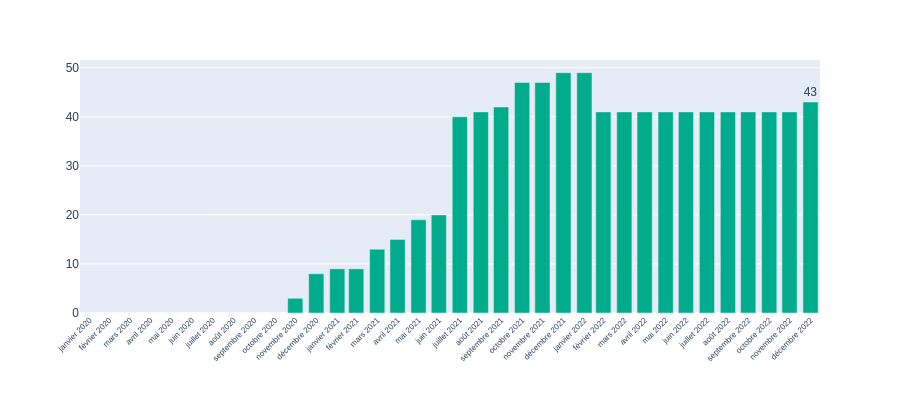 50
40
30
20
10
0
43
janvier 2020
février 2020
mars 2020
avril 2020
mai 2020
juin 2020
juillet 2020
août 2020
septembre 2020
octobre 2020
novembre 2020
décembre 2020
janvier 2021
février 2021
mars 2021
avril 2021
mai 2021
juin 2021
juillet 2021
août 2021
septembre 2021
octobre 2021
novembre 2021
décembre 2021
janvier 2022
février 2022
mars 2022
avril 2022
mai 2022
juin 2022
juillet 2022
août 2022
septembre 2022
octobre 2022
novembre 2022
décembre 2022